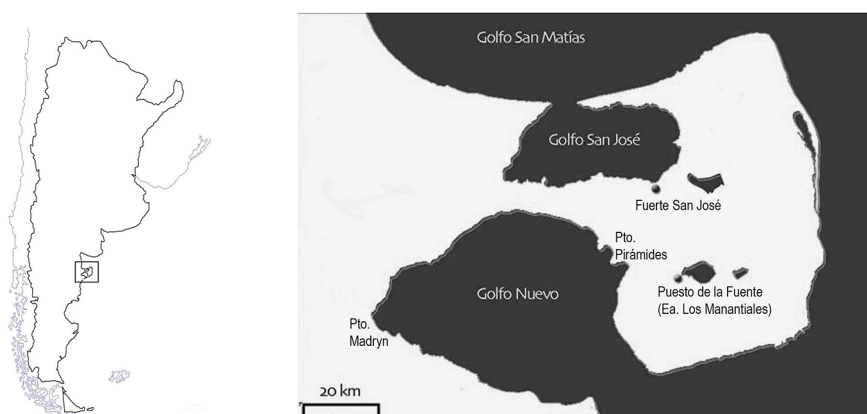 Golfo San Matías
Golfo San José
Fuerte San José
Pto.
Pirámides
Golfo Nuevo
Puesto de la Fuente
(Ea. Los Manantiales)
Pto.
Madryn
20 km